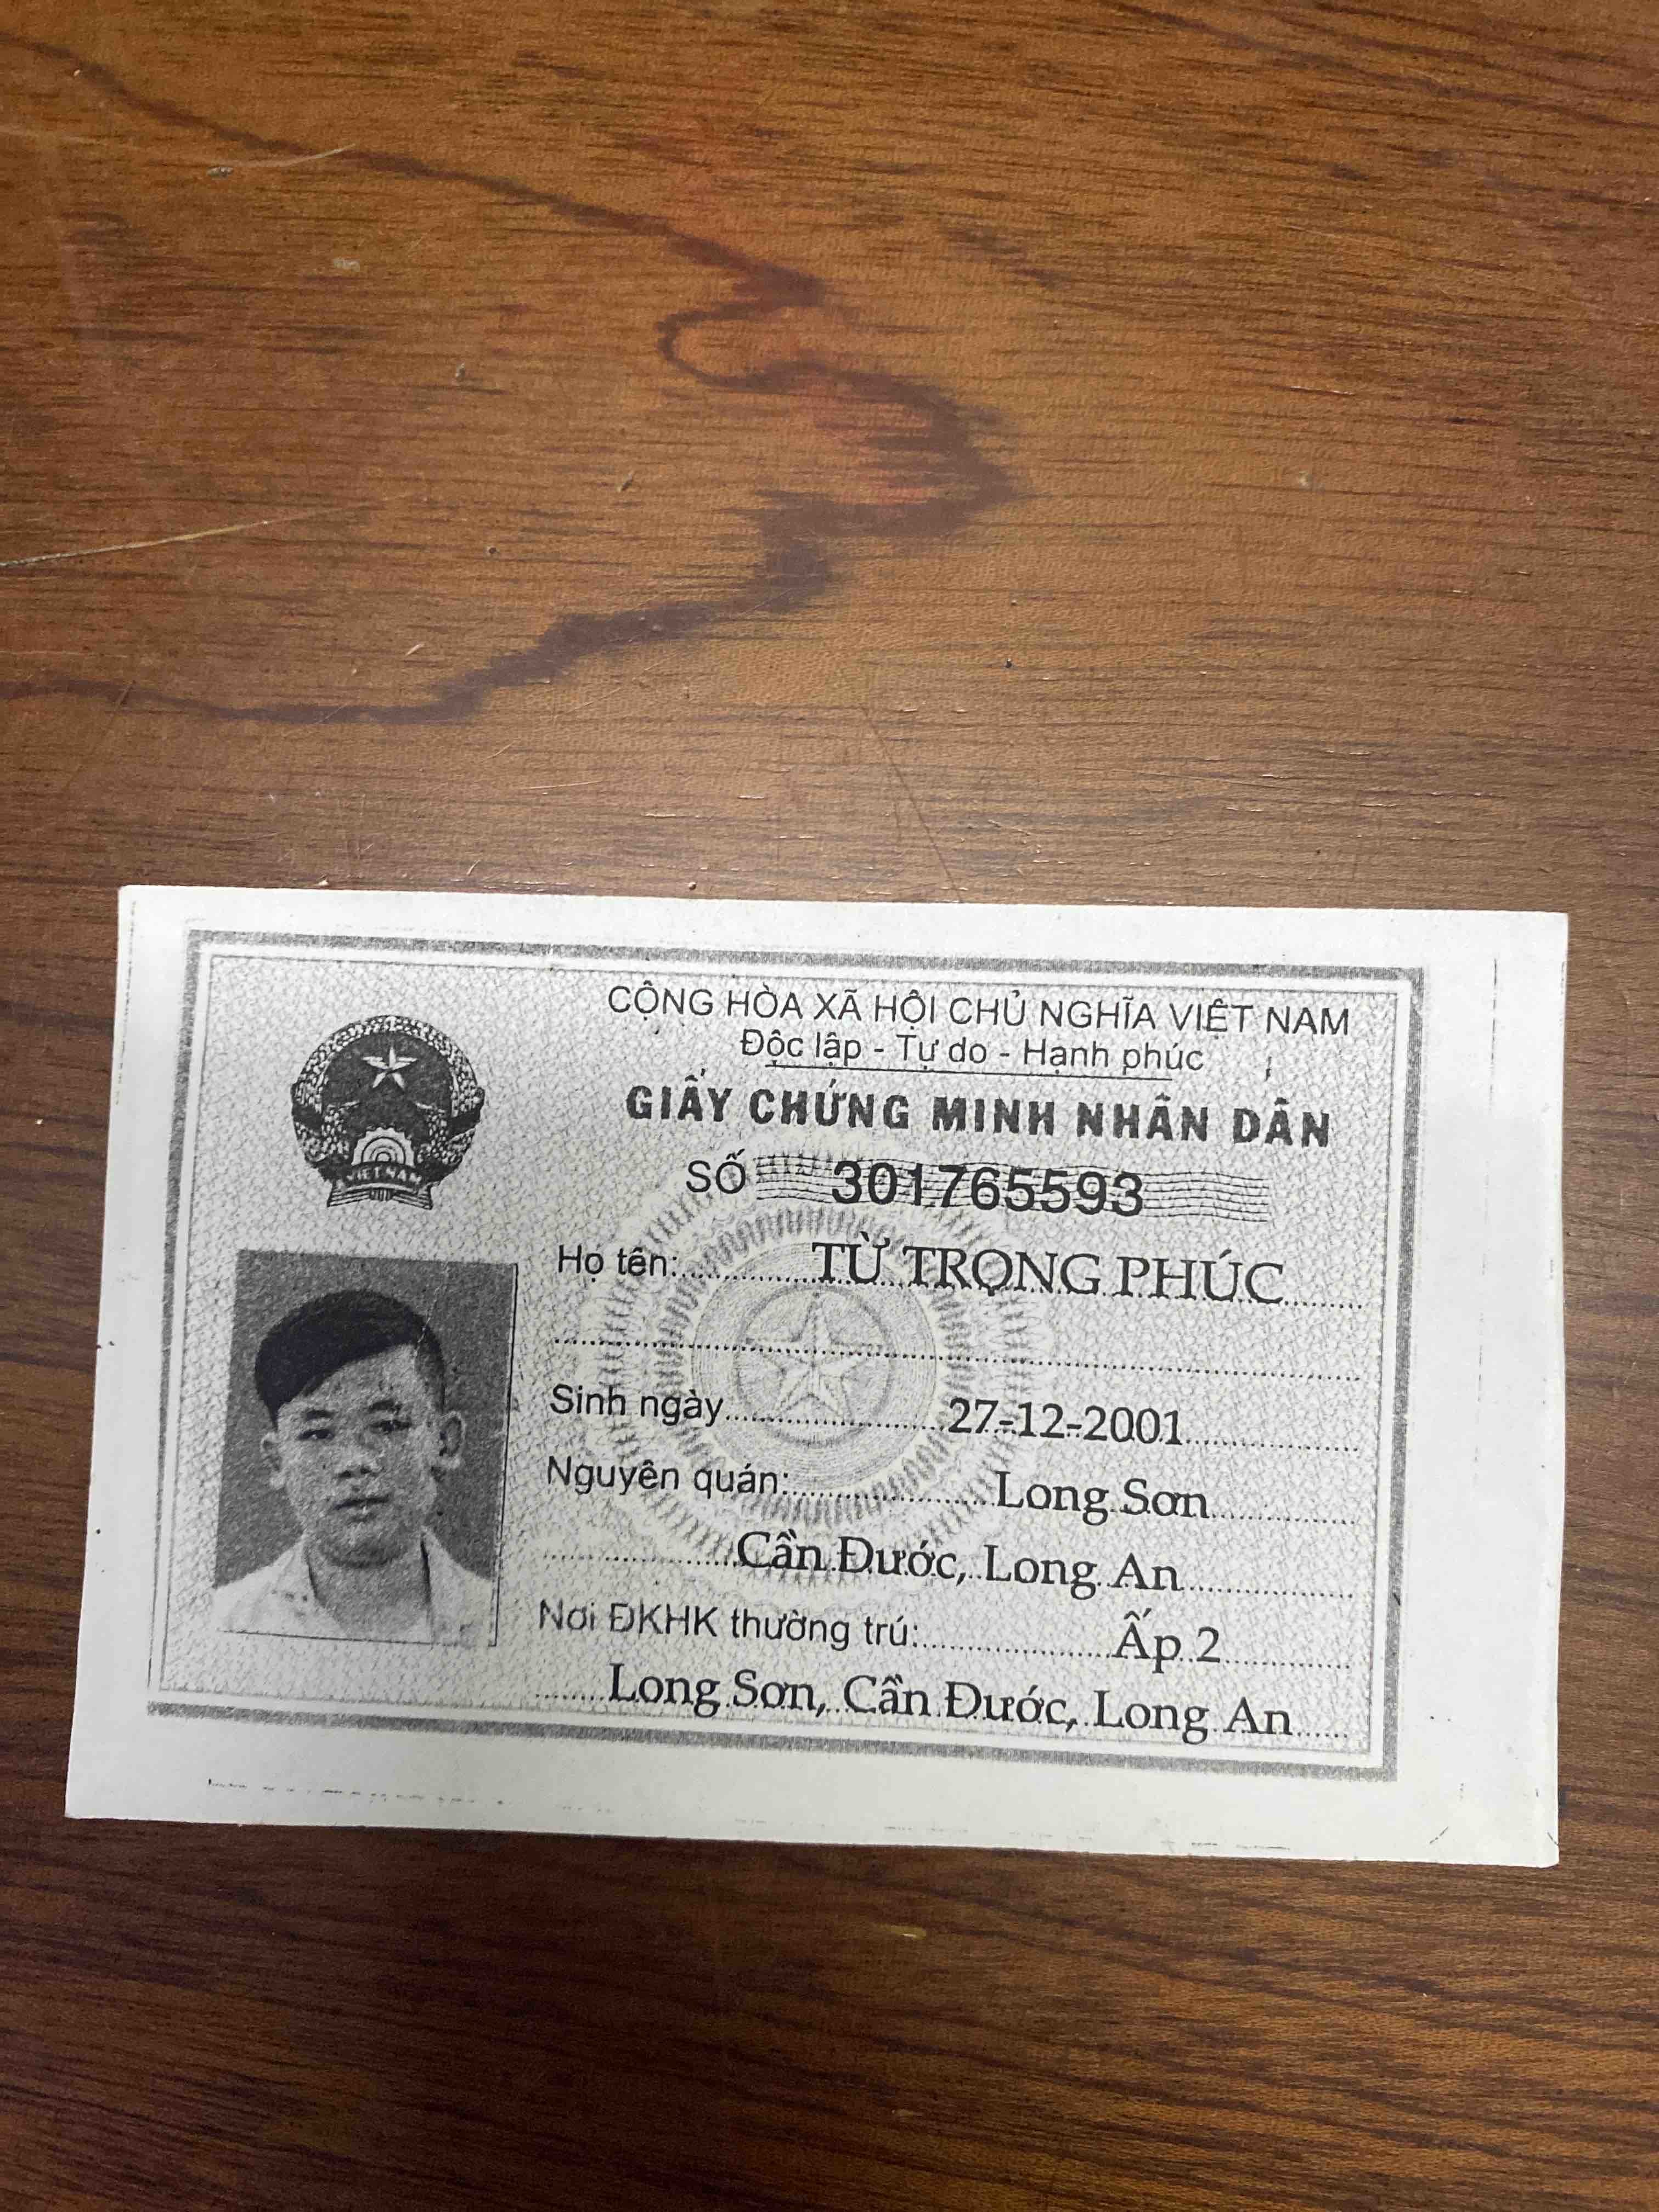 CỘNG HÒA XÃ HỘI CHỦ NGHĨA VIỆT NAM
Độc lập - Tự do - Hạnh phúc
GIẤY CHỨNG MINH NHÂN DÂN
SỐ 301765593
Họ tên: TỪ TRỌNG PHÚC
Sinh ngày 27-12-2001
Nguyên quán: Long Sơn
Cần Đước, Long An
Nơi ĐKHK thường trú: Ấp 2
Long Sơn, Cần Đước, Long An
VIỆT NAM